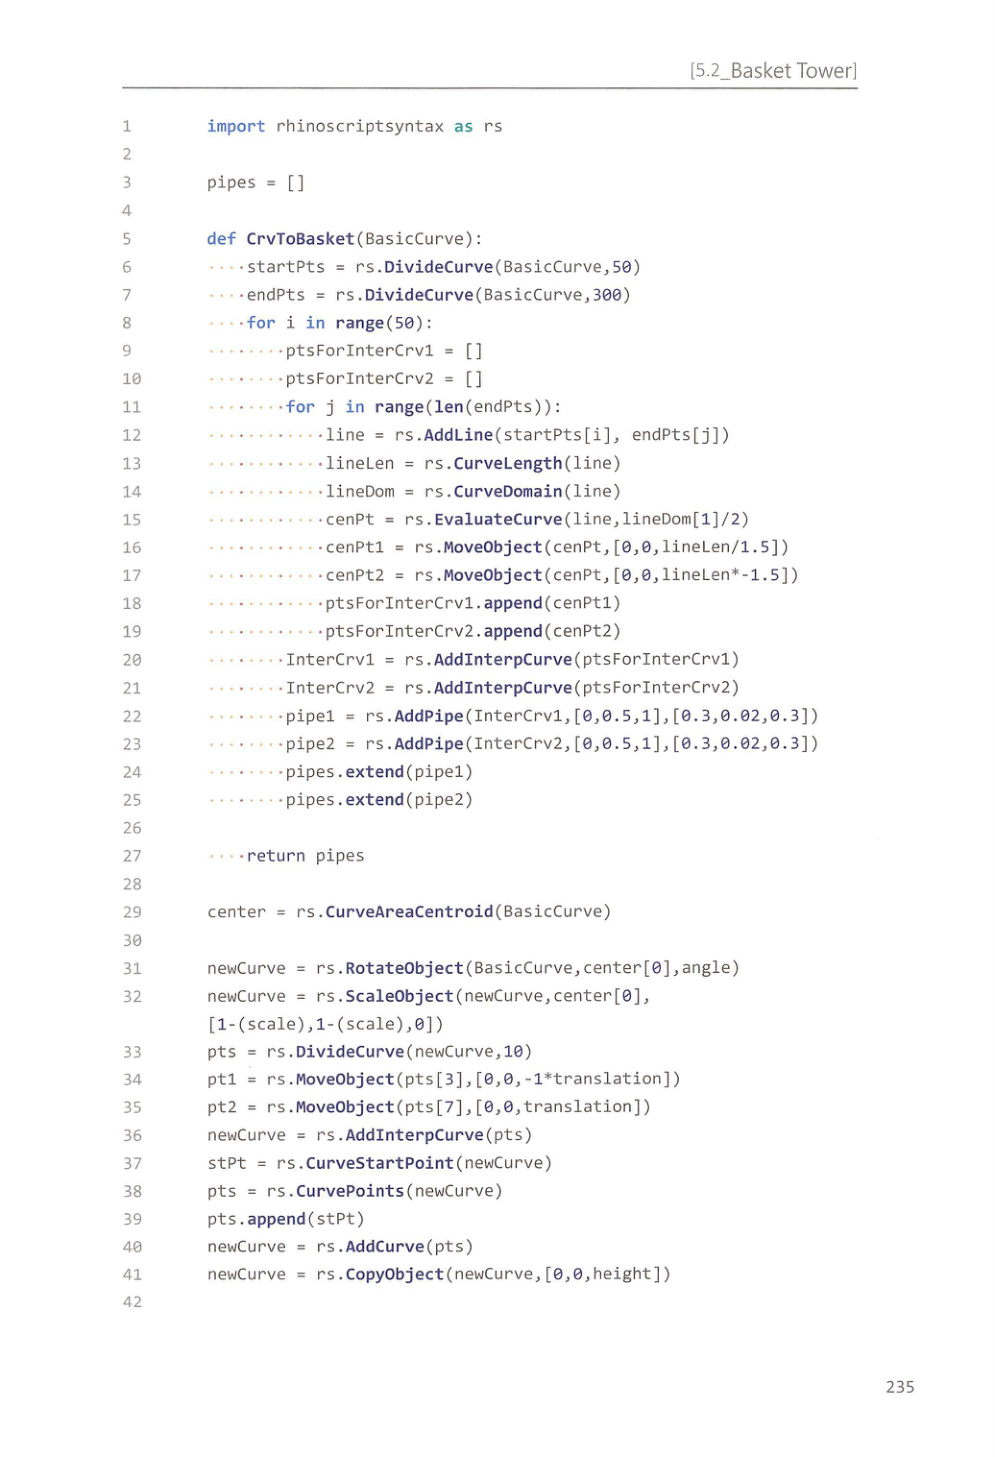 [5.2_Basket Tower]
1 import rhinoscriptsyntax as rs
2
3 pipes = []
4
5 def CrvToBasket(BasicCurve):
6 ····startPts = rs.DivideCurve(BasicCurve,50)
7 ····endPts = rs.DivideCurve(BasicCurve,300)
8 ····for i in range(50):
9 ········ptsForInterCrv1 = []
10 ········ptsForInterCrv2 = []
11 ········for j in range(len(endPts)):
12 ············line = rs.AddLine(startPts[i], endPts[j])
13 ············lineLen = rs.CurveLength(line)
14 ············lineDom = rs.CurveDomain(line)
15 ············cenPt = rs.EvaluateCurve(line,lineDom[1]/2)
16 ············cenPt1 = rs.MoveObject(cenPt,[0,0,lineLen/1.5])
17 ············cenPt2 = rs.MoveObject(cenPt,[0,0,lineLen*-1.5])
18 ············ptsForInterCrv1.append(cenPt1)
19 ············ptsForInterCrv2.append(cenPt2)
20 ········InterCrv1 = rs.AddInterpCurve(ptsForInterCrv1)
21 ········InterCrv2 = rs.AddInterpCurve(ptsForInterCrv2)
22 ········pipe1 = rs.AddPipe(InterCrv1,[0,0.5,1],[0.3,0.02,0.3])
23 ········pipe2 = rs.AddPipe(InterCrv2,[0,0.5,1],[0.3,0.02,0.3])
24 ········pipes.extend(pipe1)
25 ········pipes.extend(pipe2)
26
27 ····return pipes
28
29 center = rs.CurveAreaCentroid(BasicCurve)
30
31 newCurve = rs.RotateObject(BasicCurve,center[0],angle)
32 newCurve = rs.ScaleObject(newCurve,center[0],
[1-(scale),1-(scale),0])
33 pts = rs.DivideCurve(newCurve,10)
34 pt1 = rs.MoveObject(pts[3],[0,0,-1*translation])
35 pt2 = rs.MoveObject(pts[7],[0,0,translation])
36 newCurve = rs.AddInterpCurve(pts)
37 stPt = rs.CurveStartPoint(newCurve)
38 pts = rs.CurvePoints(newCurve)
39 pts.append(stPt)
40 newCurve = rs.AddCurve(pts)
41 newCurve = rs.CopyObject(newCurve,[0,0,height])
42
235